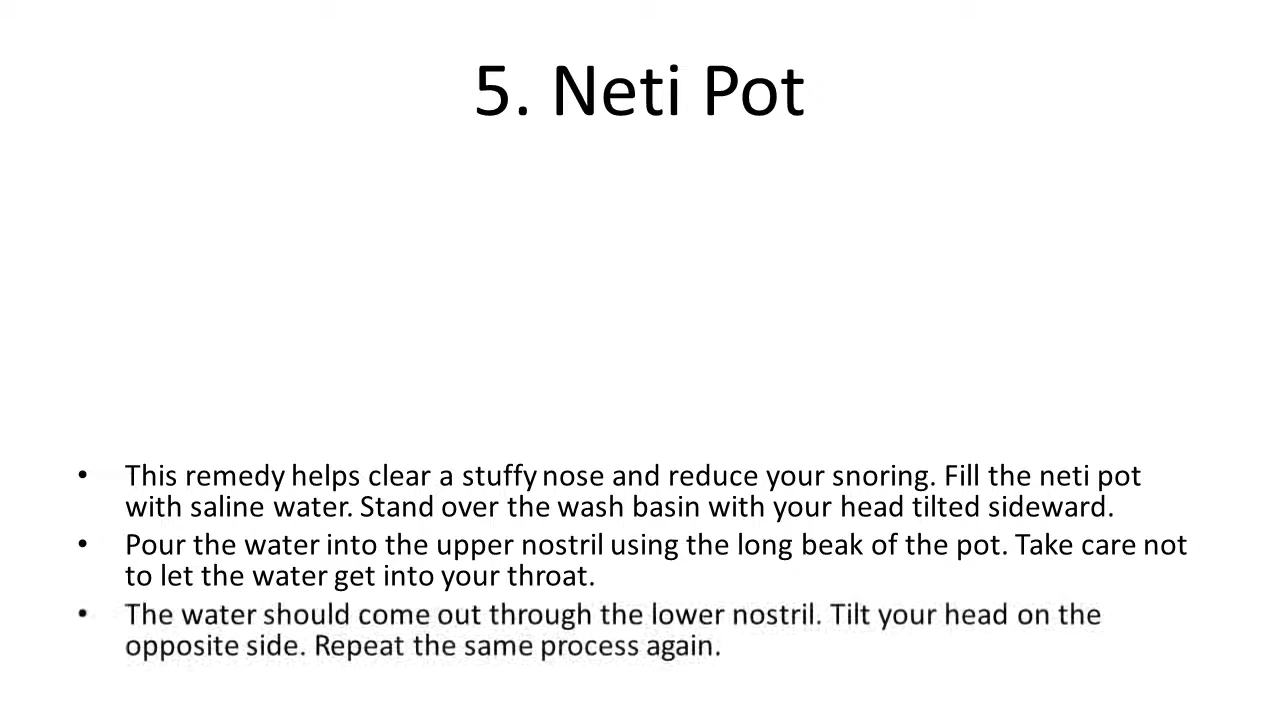 5. Neti Pot
• This remedy helps clear a stuffy nose and reduce your snoring. Fill the neti pot
with saline water. Stand over the wash basin with your head tilted sideward.
• Pour the water into the upper nostril using the long beak of the pot. Take care not
to let the water get into your throat.
• The water should come out through the lower nostril. Tilt your head on the
opposite side. Repeat the same process again.